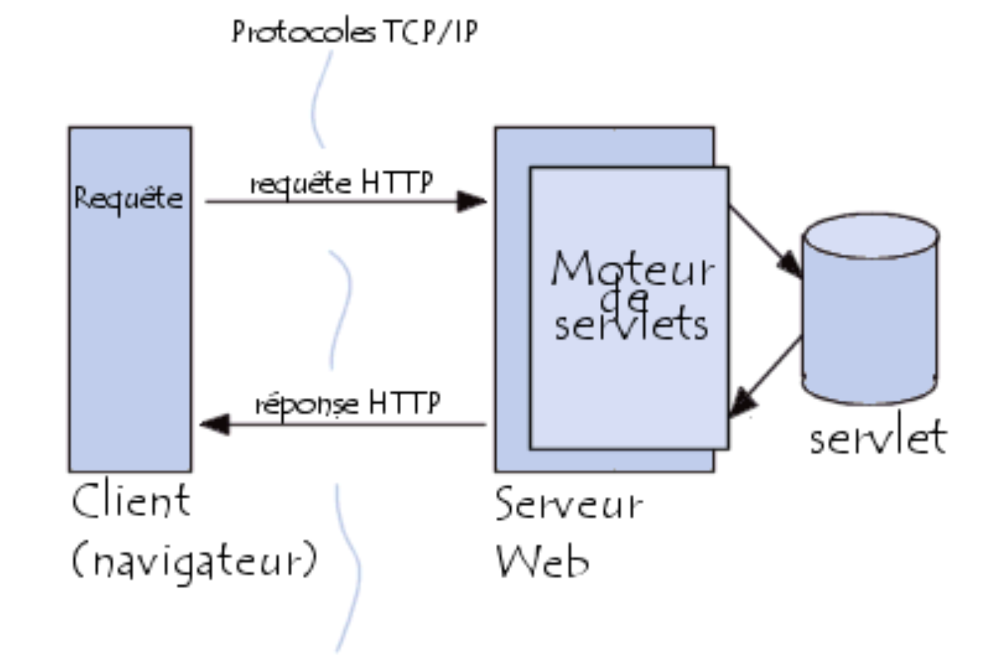 Protocoles TCP/IP
Requête
requête HTTP
Moteur
de
servlets
réponse HTTP
servlet
Client
(navigateur)
Serveur
Web